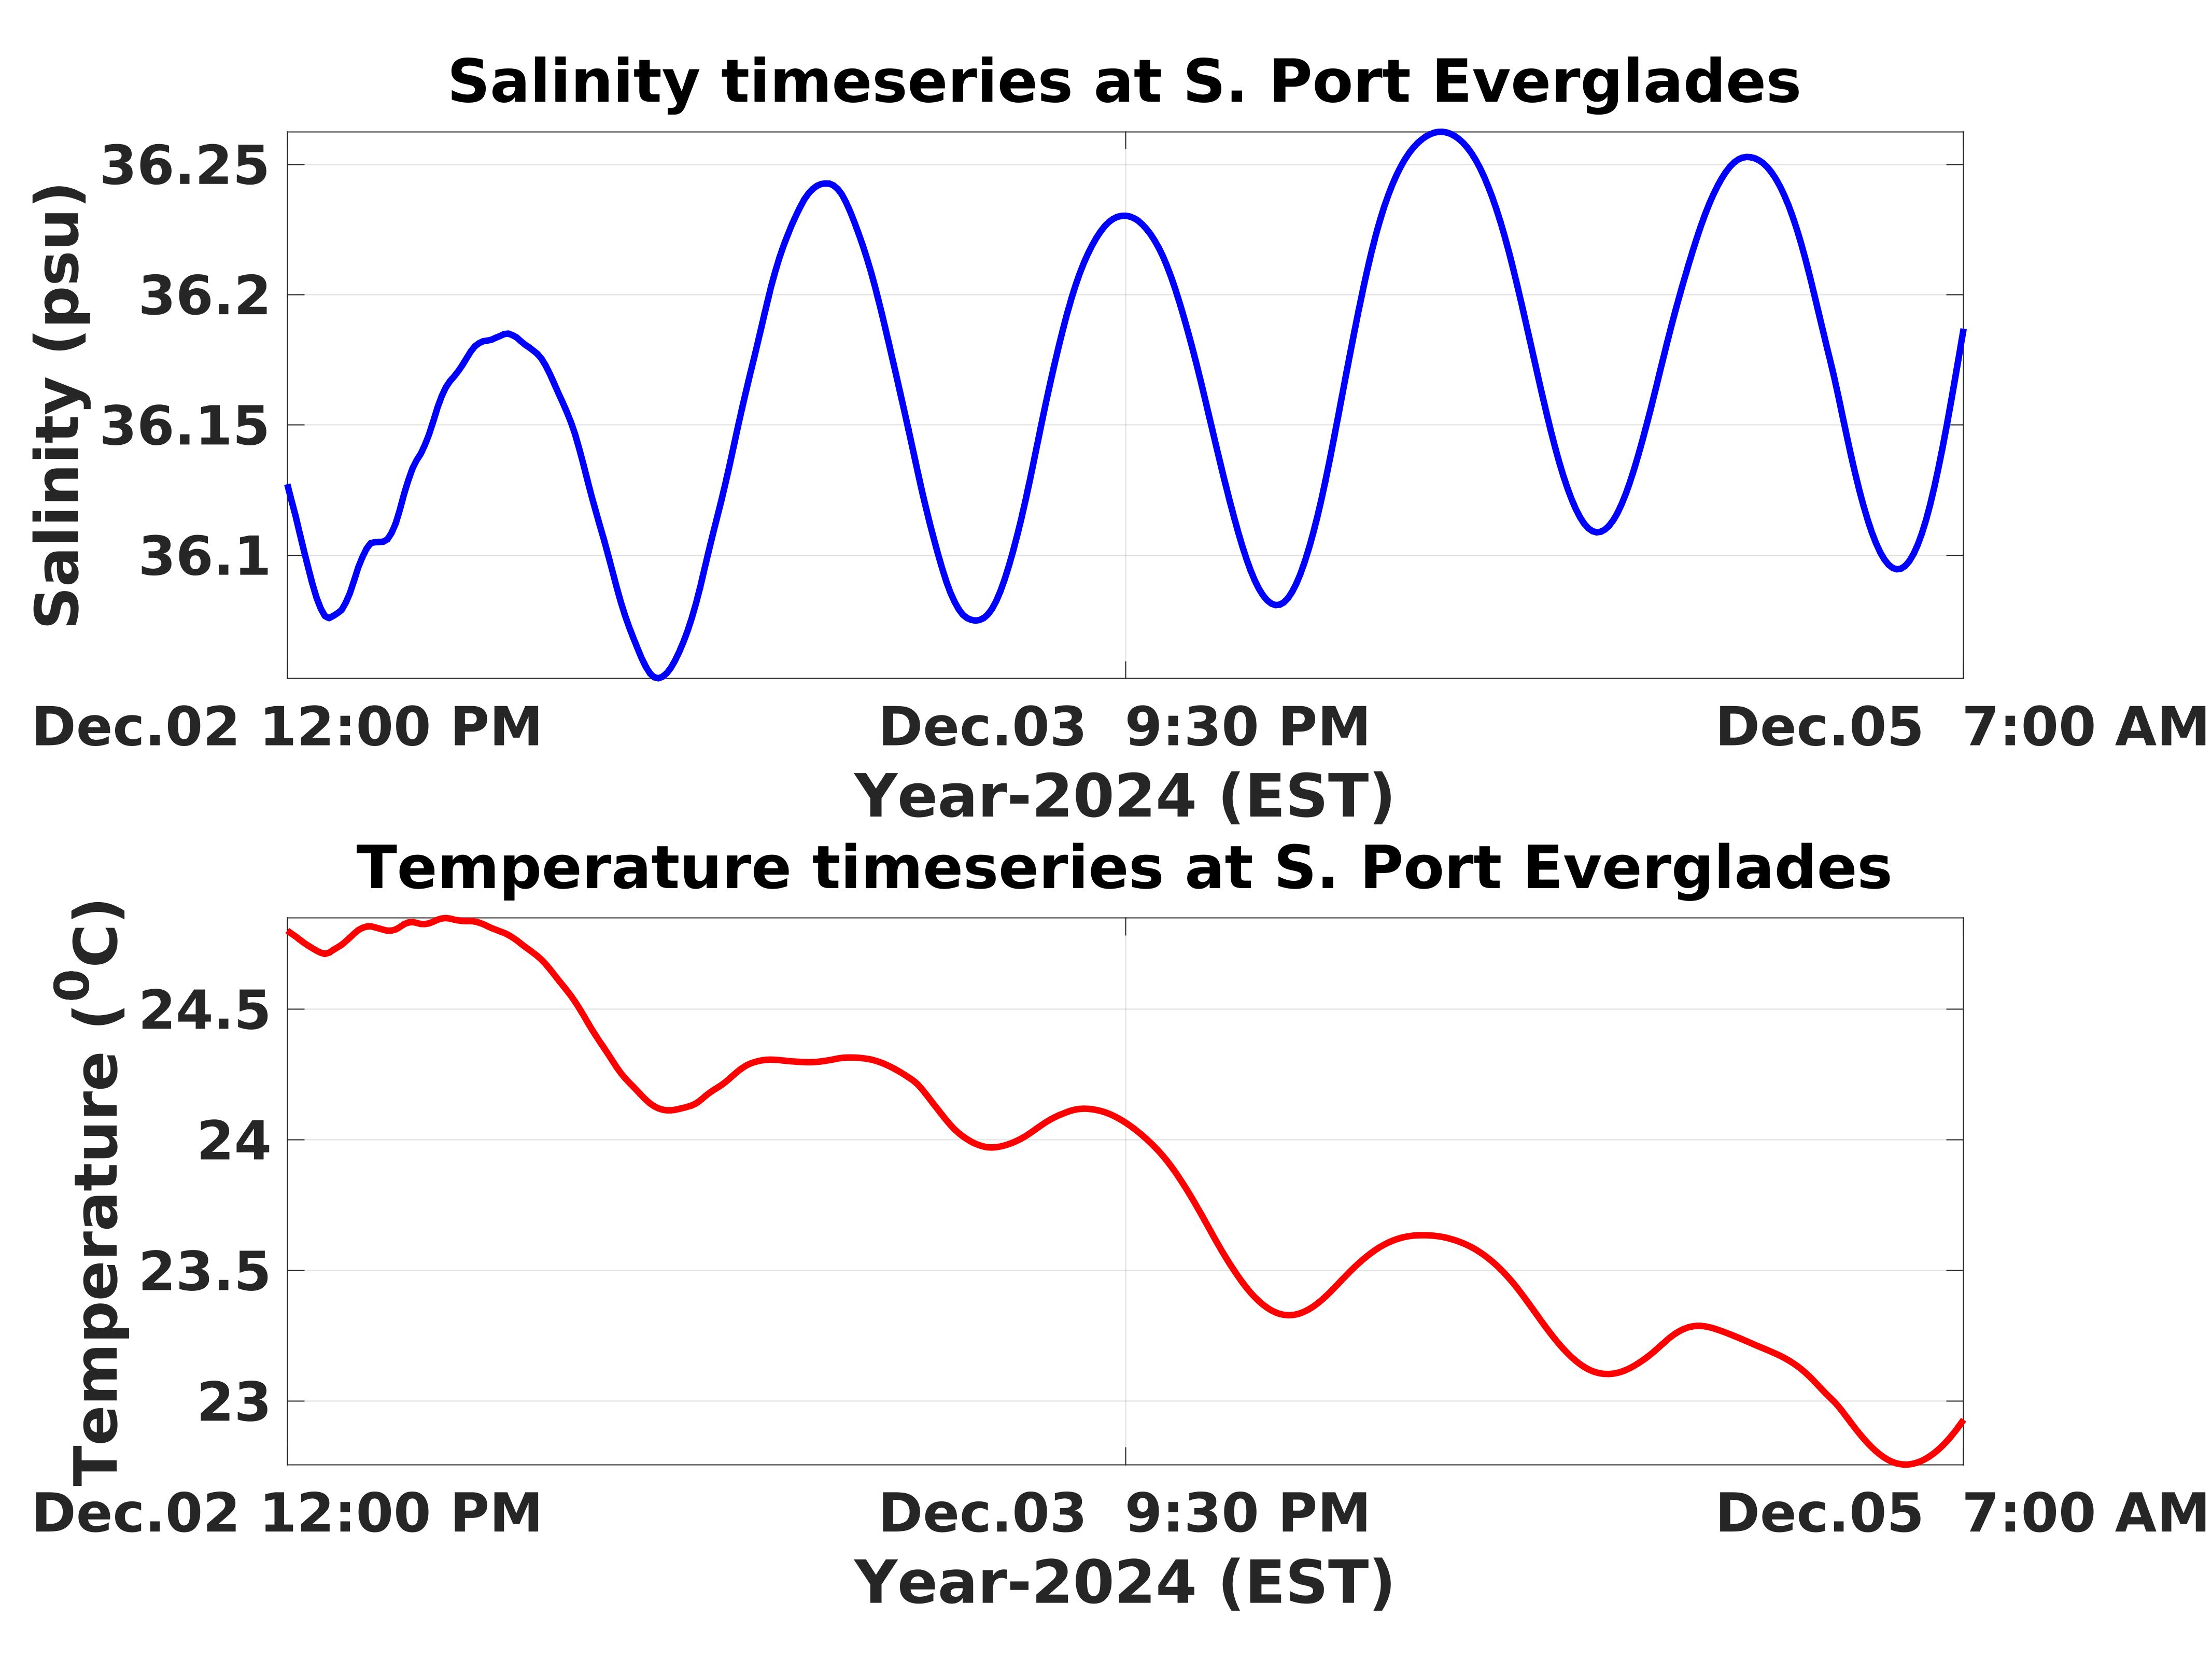 Salinity timeseries at S. Port Everglades
Salinity (psu)
36.25
36.2
36.15
36.1
Dec.02 12:00 PM
Dec.03  9:30 PM
Dec.05  7:00 AM
Year-2024 (EST)
Temperature timeseries at S. Port Everglades
Temperature (⁰C)
24.5
24
23.5
23
Dec.02 12:00 PM
Dec.03  9:30 PM
Dec.05  7:00 AM
Year-2024 (EST)